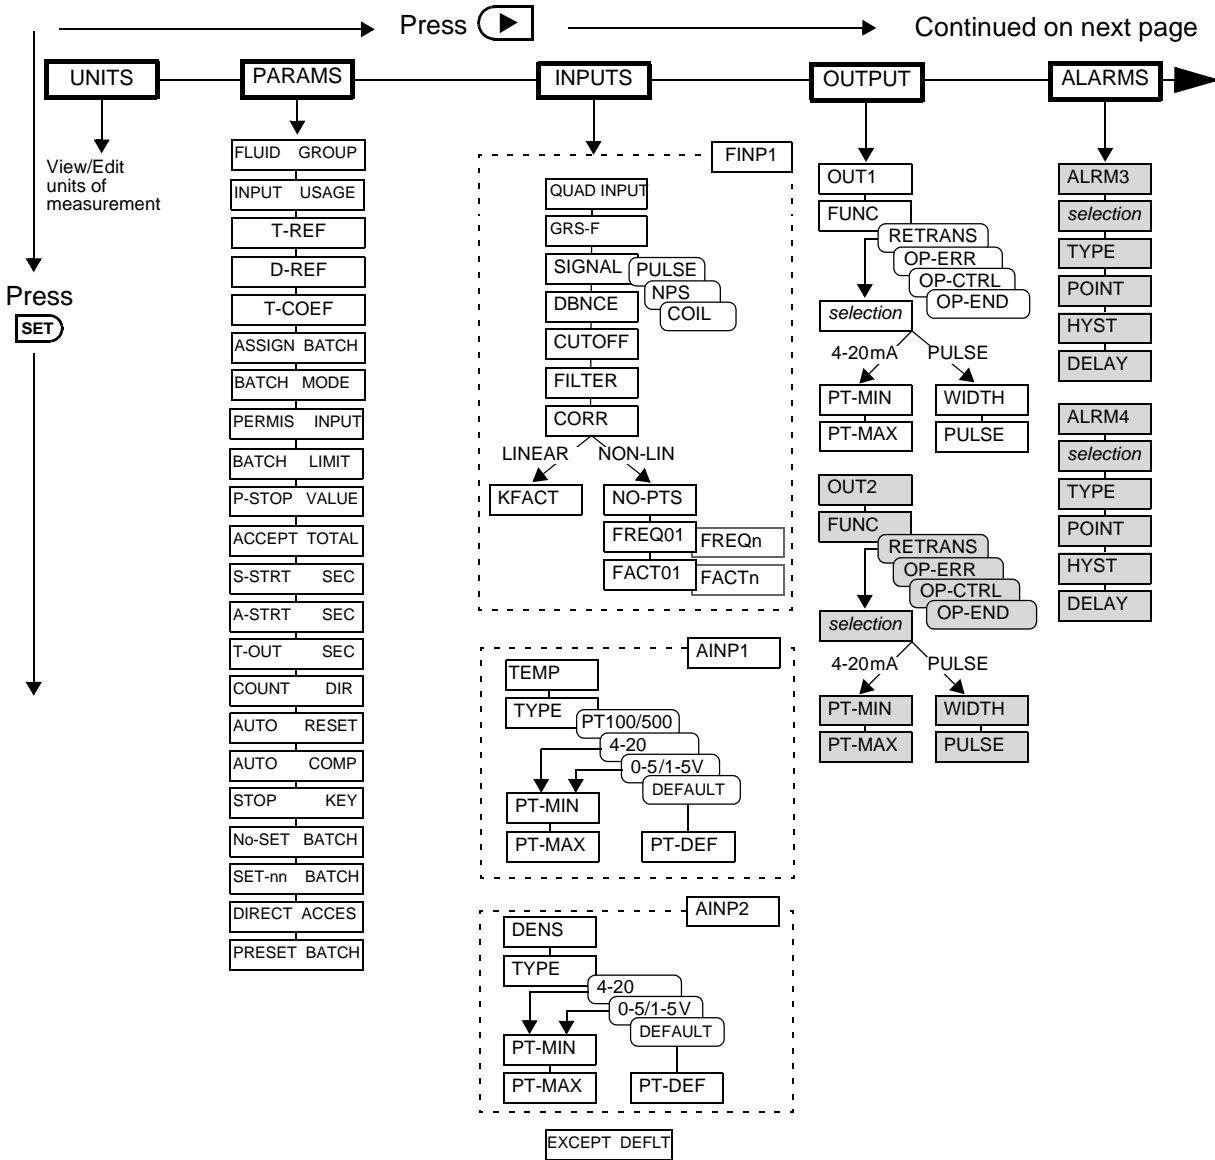 Press
Continued on next page
UNITS
PARAMS
INPUTS
OUTPUT
ALARMS
Press
SET
View/Edit
units of
measurement
FLUID GROUP
INPUT USAGE
T-REF
D-REF
T-COEF
ASSIGN BATCH
BATCH MODE
PERMIS INPUT
BATCH LIMIT
P-STOP VALUE
ACCEPT TOTAL
S-STRT SEC
A-STRT SEC
T-OUT SEC
COUNT DIR
AUTO RESET
AUTO COMP
STOP KEY
No-SET BATCH
SET-nn BATCH
DIRECT ACCES
PRESET BATCH
FINP1
QUAD INPUT
GRS-F
SIGNAL
PULSE
NPS
COIL
DBNCE
CUTOFF
FILTER
CORR
LINEAR
NON-LIN
KFACT
NO-PTS
FREQ01
FREQn
FACT01
FACTn
AINP1
TEMP
TYPE
PT100/500
4-20
0-5/1-5V
DEFAULT
PT-MIN
PT-MAX
PT-DEF
AINP2
DENS
TYPE
4-20
0-5/1-5V
DEFAULT
PT-MIN
PT-MAX
PT-DEF
EXCEPT DEFLT
OUT1
FUNC
RETRANS
OP-ERR
OP-CTRL
OP-END
selection
4-20mA
PULSE
PT-MIN
WIDTH
PT-MAX
PULSE
OUT2
FUNC
RETRANS
OP-ERR
OP-CTRL
OP-END
selection
4-20mA
PULSE
PT-MIN
WIDTH
PT-MAX
PULSE
ALRM3
selection
TYPE
POINT
HYST
DELAY
ALRM4
selection
TYPE
POINT
HYST
DELAY